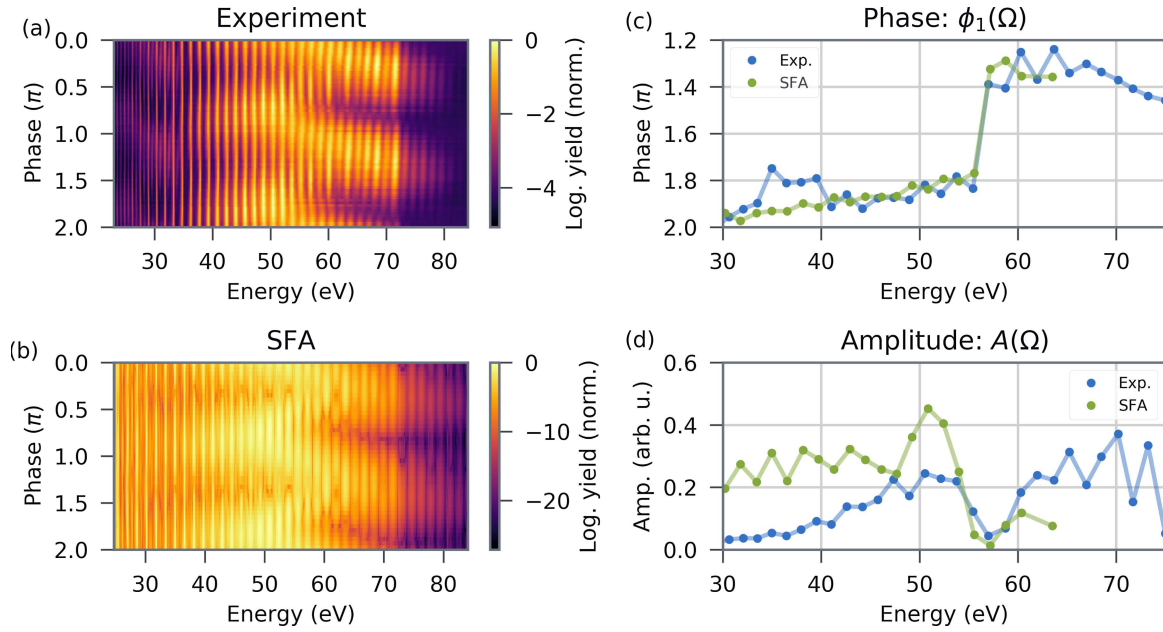 (a)
Experiment
0.0
0.5
1.0
1.5
2.0
Phase (π)
30 40 50 60 70 80
Energy (eV)
0
−2
−4
Log. yield (norm.)
(b)
SFA
0.0
0.5
1.0
1.5
2.0
Phase (π)
30 40 50 60 70 80
Energy (eV)
0
−10
−20
Log. yield (norm.)
(c)
Phase: ϕ₁(Ω)
1.2
1.4
1.6
1.8
2.0
Phase (π)
Exp.
SFA
30 40 50 60 70
Energy (eV)
(d)
Amplitude: A(Ω)
0.6
0.4
0.2
0.0
Amp. (arb. u.)
Exp.
SFA
30 40 50 60 70
Energy (eV)